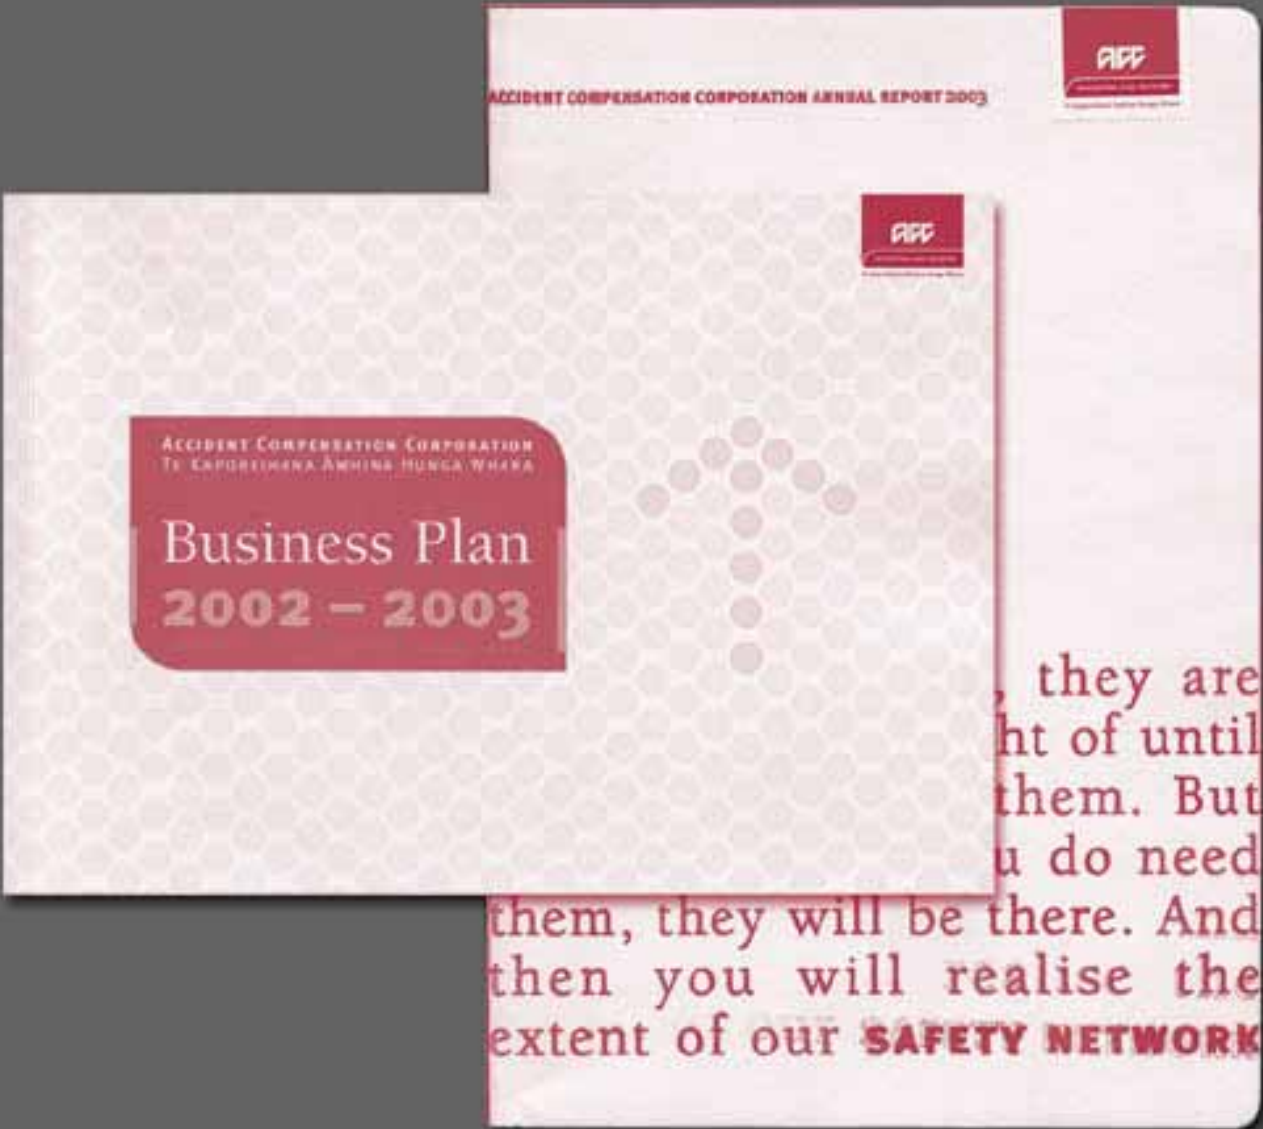 ACCIDENT COMPENSATION CORPORATION ANNUAL REPORT 2003
ACC
ACC
ACCIDENT COMPENSATION CORPORATION
TE KAPOREIHANA ĀWHINA HUNGA WHARA
Business Plan
2002 – 2003
, they are
ht of until
them. But
u do need
them, they will be there. And
then you will realise the
extent of our SAFETY NETWORK